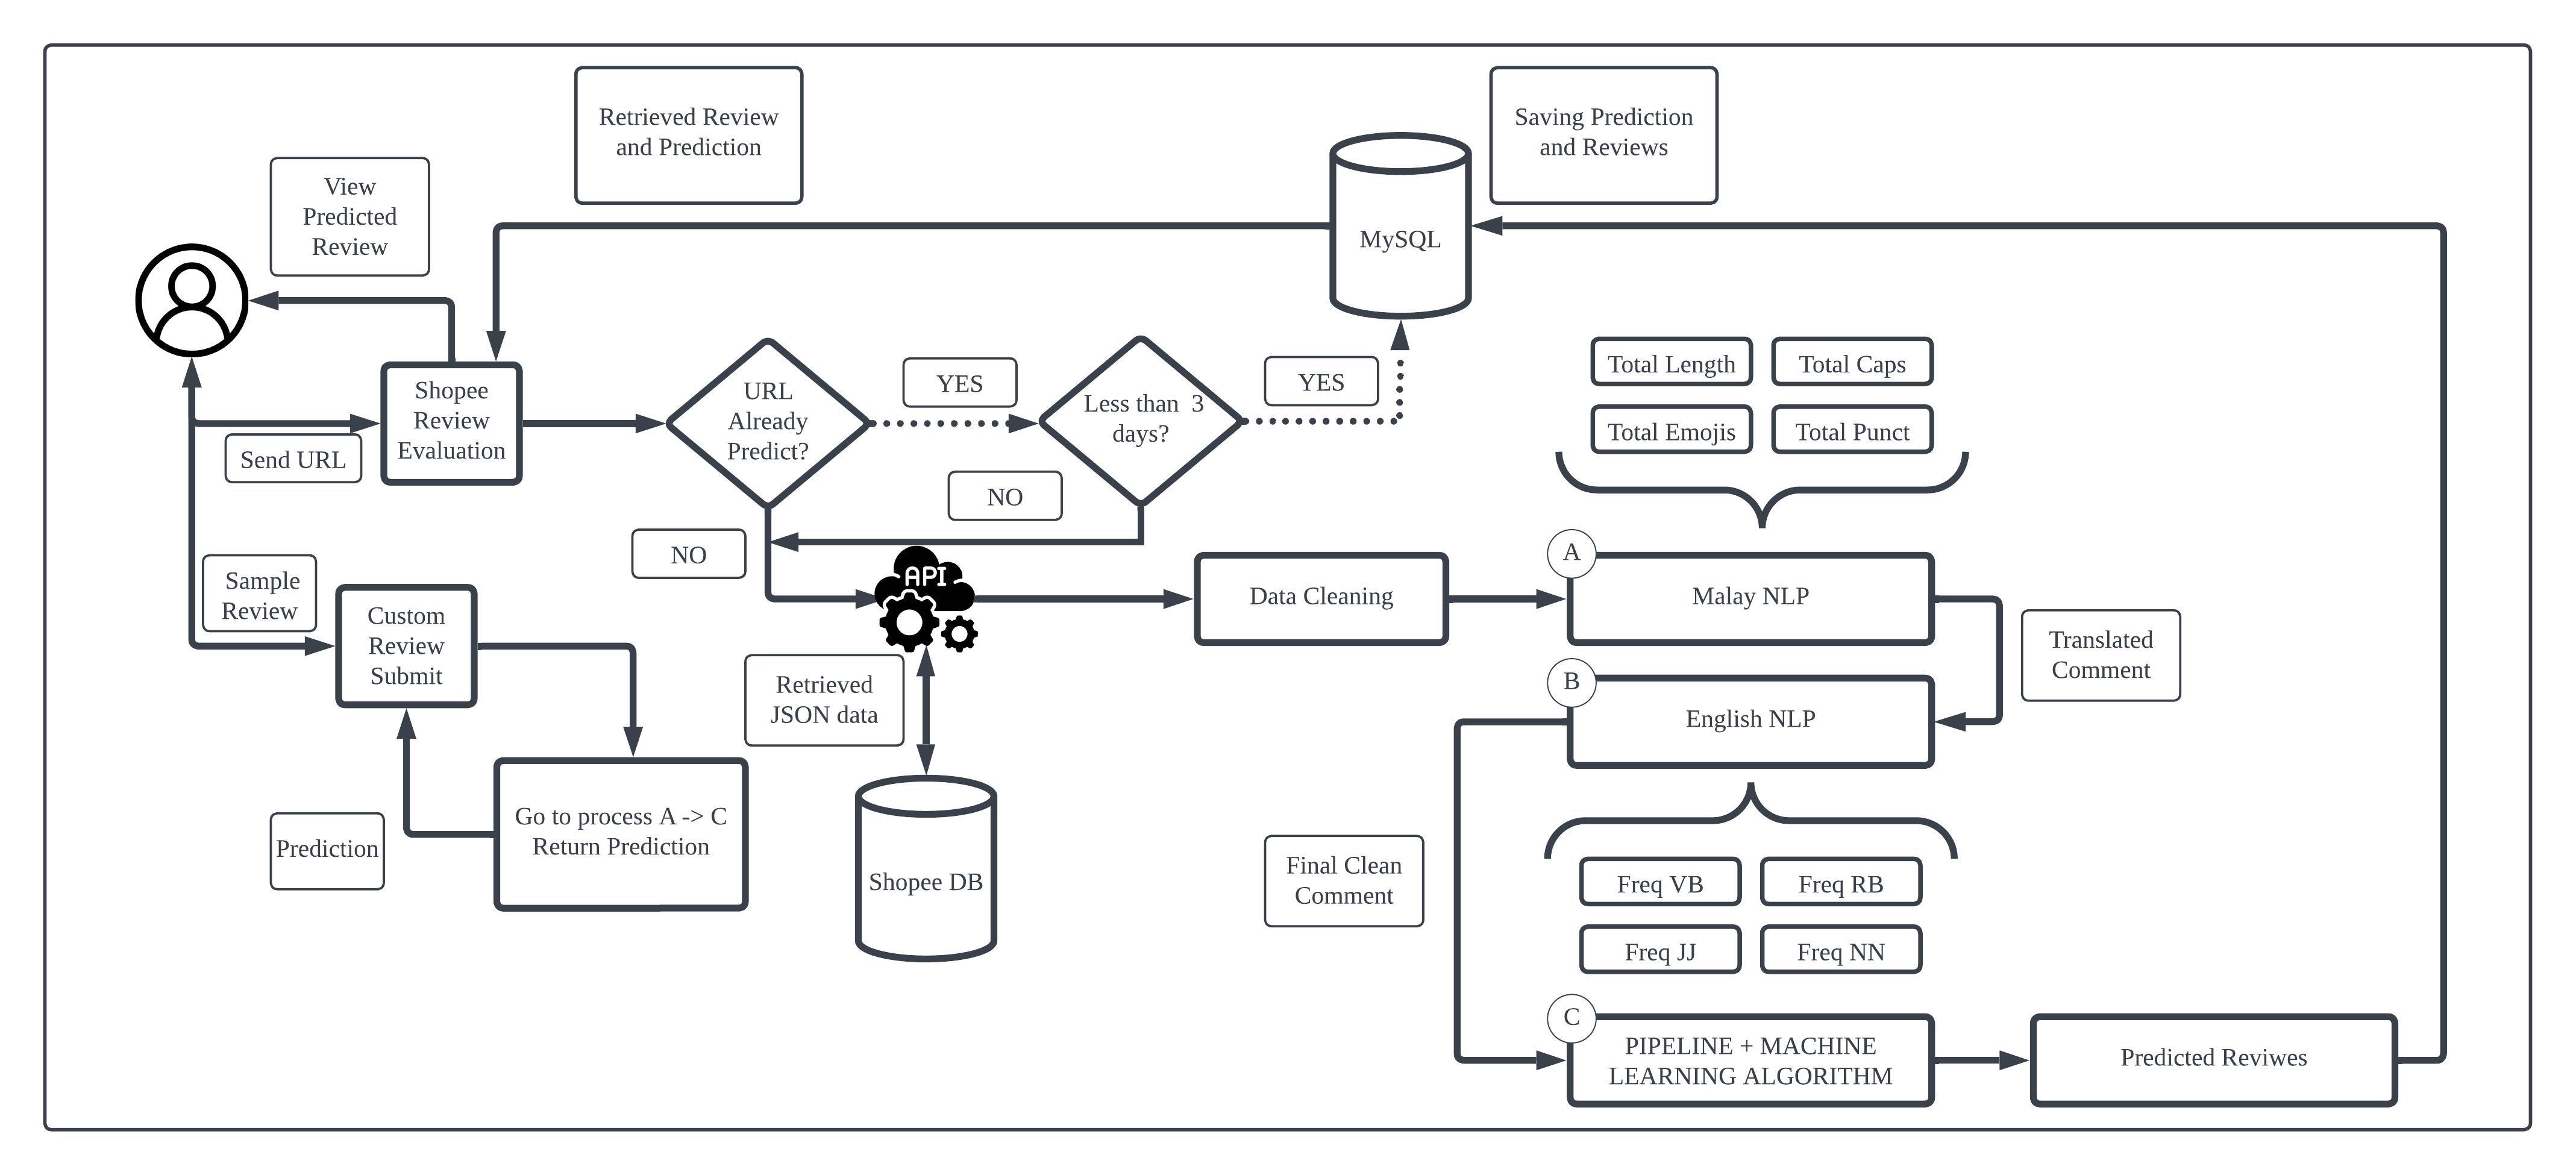 Retrieved Review
and Prediction
Saving Prediction
and Reviews
View
Predicted
Review
MySQL
Shopee
Review
Evaluation
Send URL
URL
Already
Predict?
YES
Less than  3
days?
YES
NO
NO
Total Length
Total Caps
Total Emojis
Total Punct
Sample
Review
Custom
Review
Submit
API
Data Cleaning
A
Malay NLP
Translated
Comment
B
English NLP
Retrieved
JSON data
Prediction
Go to process A -> C
Return Prediction
Shopee DB
Final Clean
Comment
Freq VB
Freq RB
Freq JJ
Freq NN
C
PIPELINE + MACHINE
LEARNING ALGORITHM
Predicted Reviwes